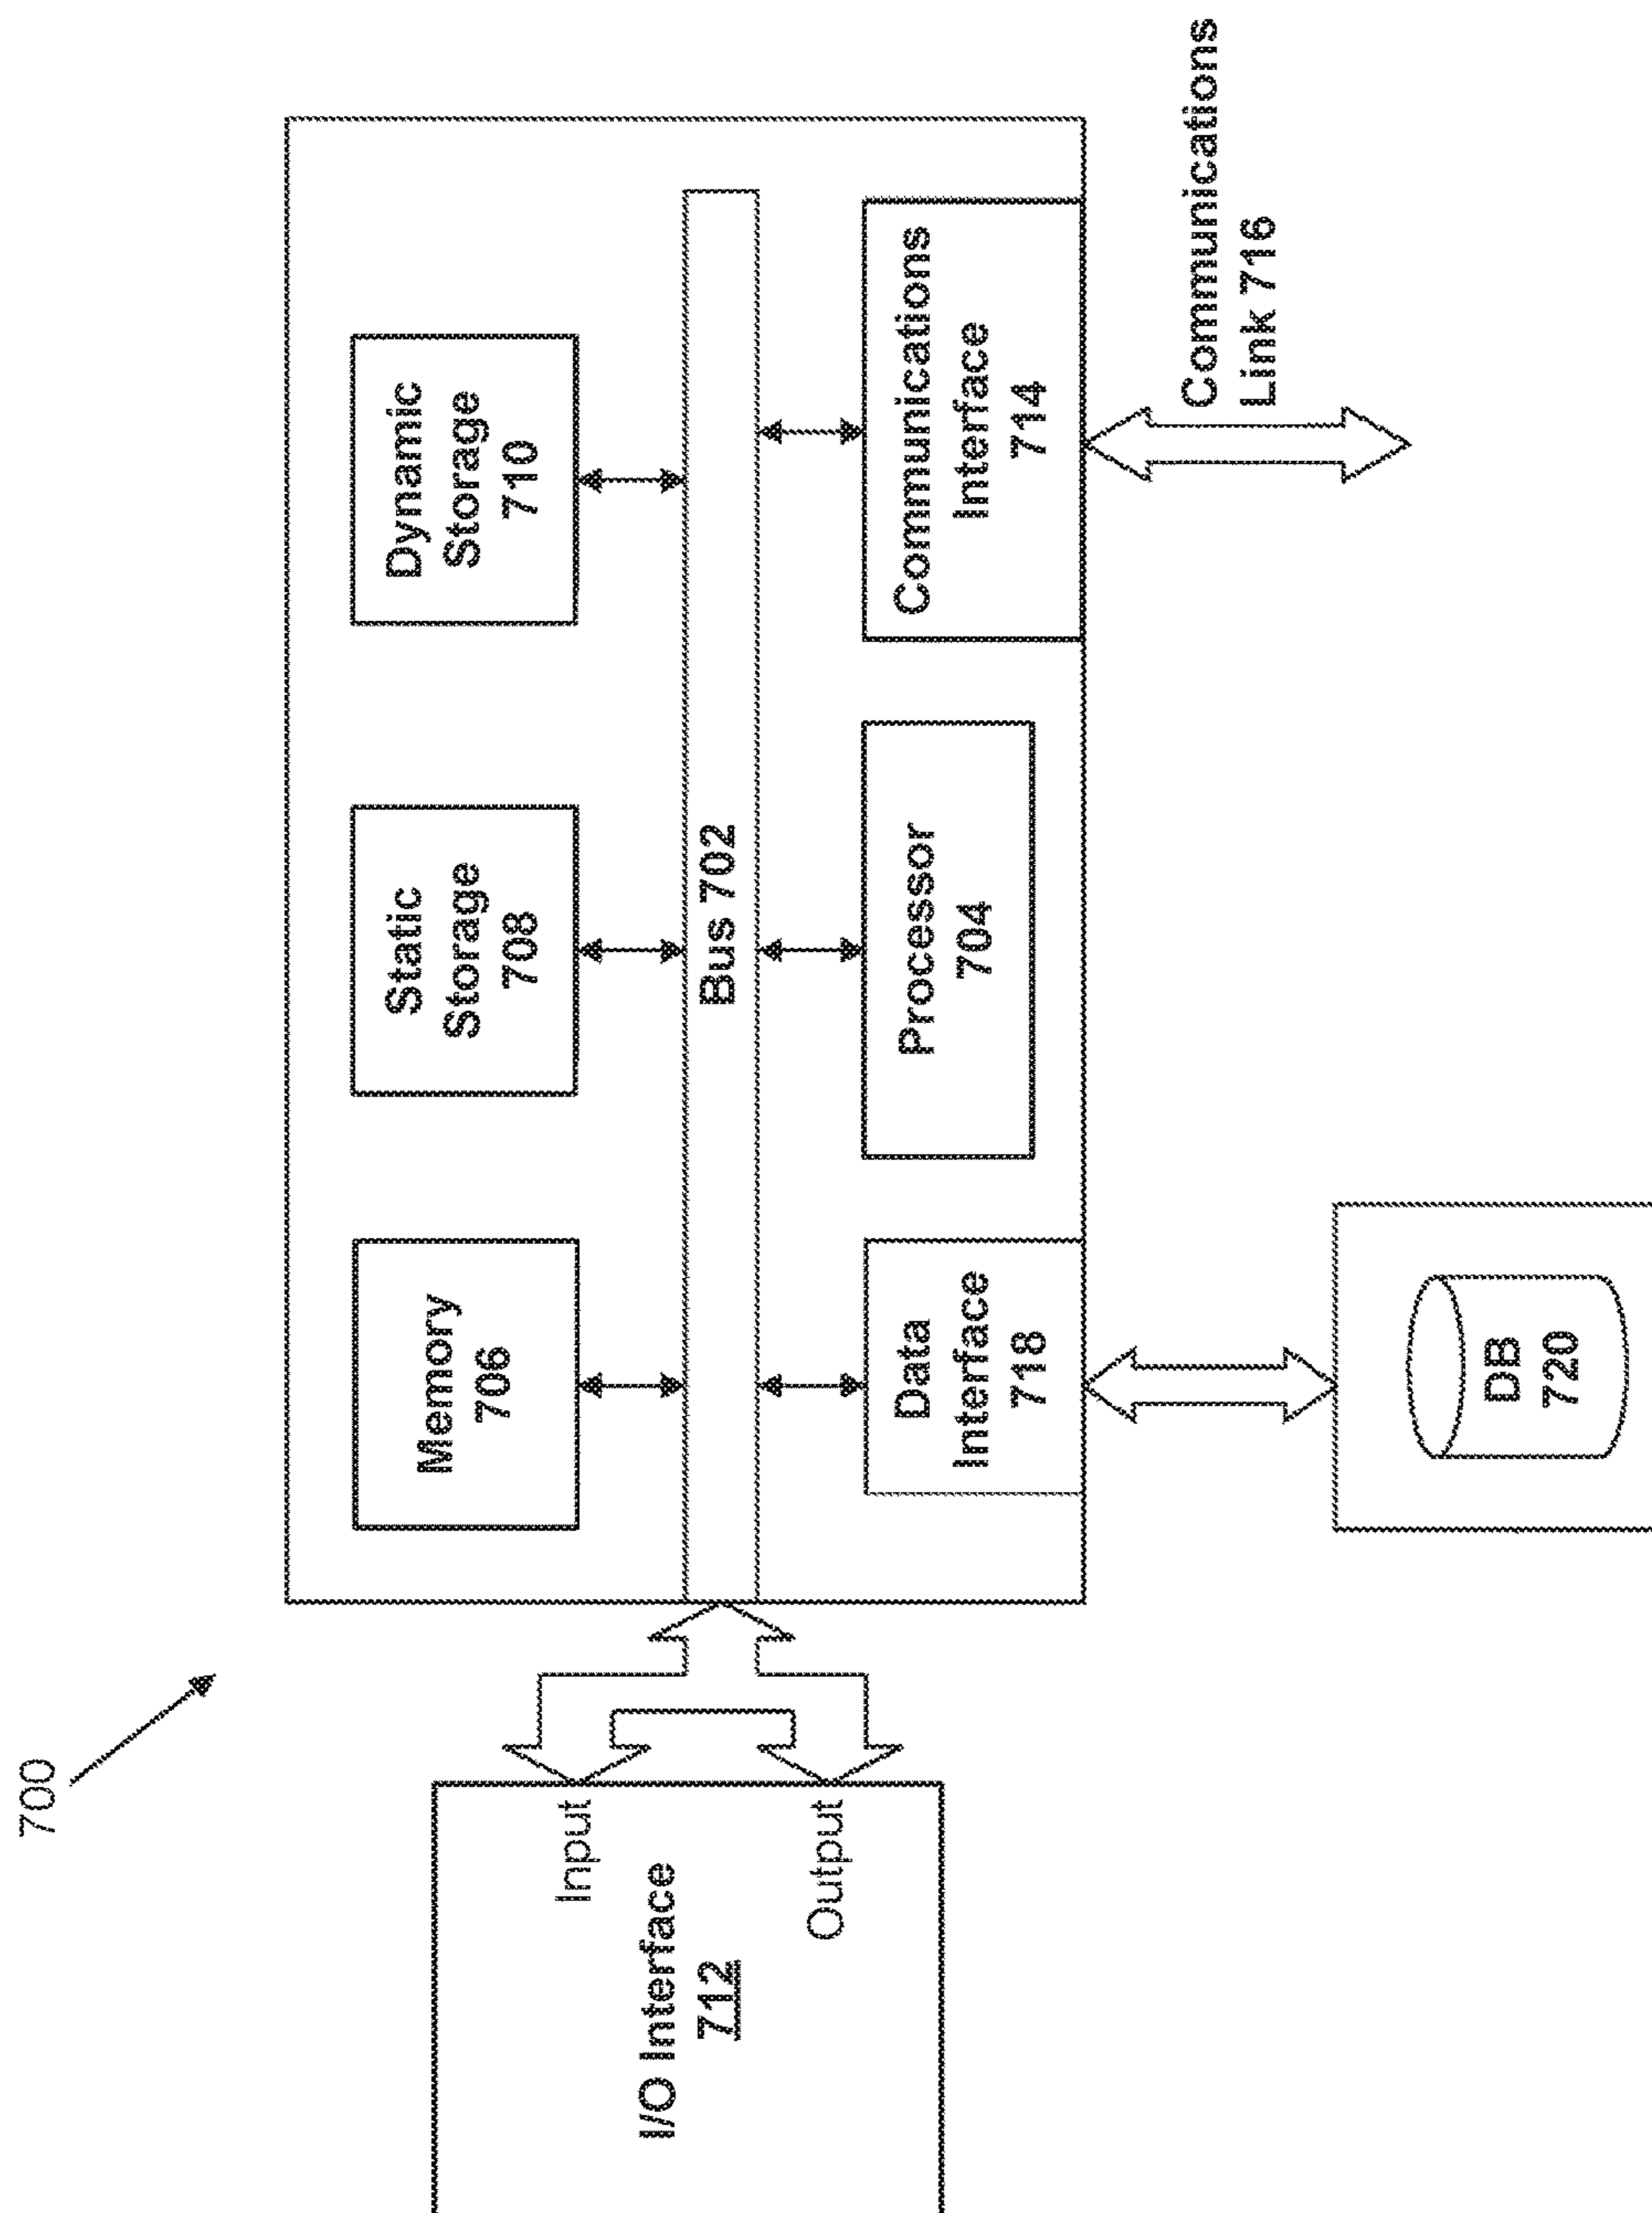 700
Memory
706
Static
Storage
708
Dynamic
Storage
710
Bus 702
I/O Interface
712
Input
Output
Data
Interface
718
Processor
704
Communications
Interface
714
Communications
Link 716
DB
720